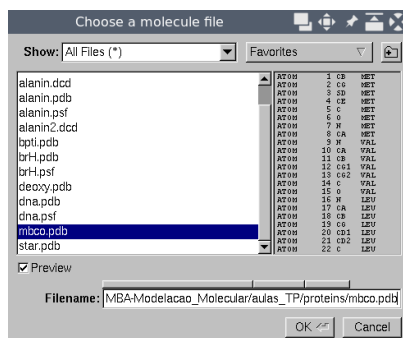 Choose a molecule file
Show: All Files (*) Favorites
alanin.dcd
alanin.pdb
alanin.psf
alanin2.dcd
bpti.pdb
brH.pdb
brH.psf
deoxy.pdb
dna.pdb
dna.psf
mbco.pdb
star.pdb
ATOM 1 CB MET
ATOM 2 CG MET
ATOM 3 SD MET
ATOM 4 CE MET
ATOM 5 C MET
ATOM 6 O MET
ATOM 7 N MET
ATOM 8 CA MET
ATOM 9 N VAL
ATOM 10 CA VAL
ATOM 11 CB VAL
ATOM 12 CG1 VAL
ATOM 13 CG2 VAL
ATOM 14 C VAL
ATOM 15 O VAL
ATOM 16 N LEU
ATOM 17 CA LEU
ATOM 18 CB LEU
ATOM 19 CG LEU
ATOM 20 CD1 LEU
ATOM 21 CD2 LEU
ATOM 22 C LEU
Preview
Filename: MBA-Modelacao_Molecular/aulas_TP/proteins/mbco.pdb
OK Cancel